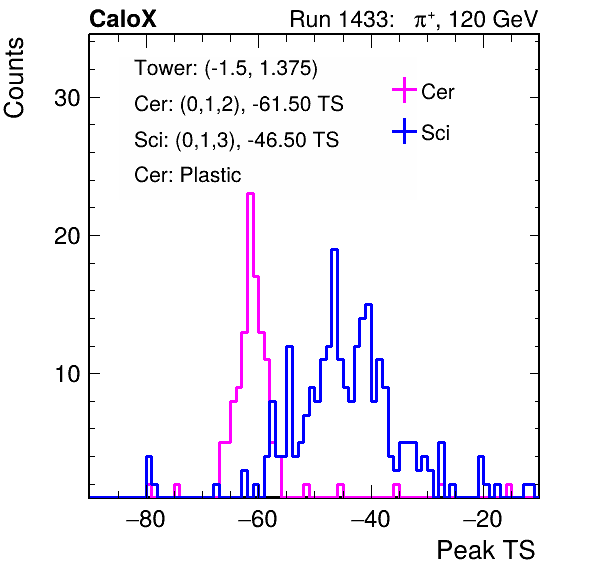 CaloX Run 1433: π⁺, 120 GeV
Counts
Tower: (-1.5, 1.375)
Cer: (0,1,2), -61.50 TS
Sci: (0,1,3), -46.50 TS
Cer: Plastic
Cer
Sci
30
20
10
−80 −60 −40 −20
Peak TS